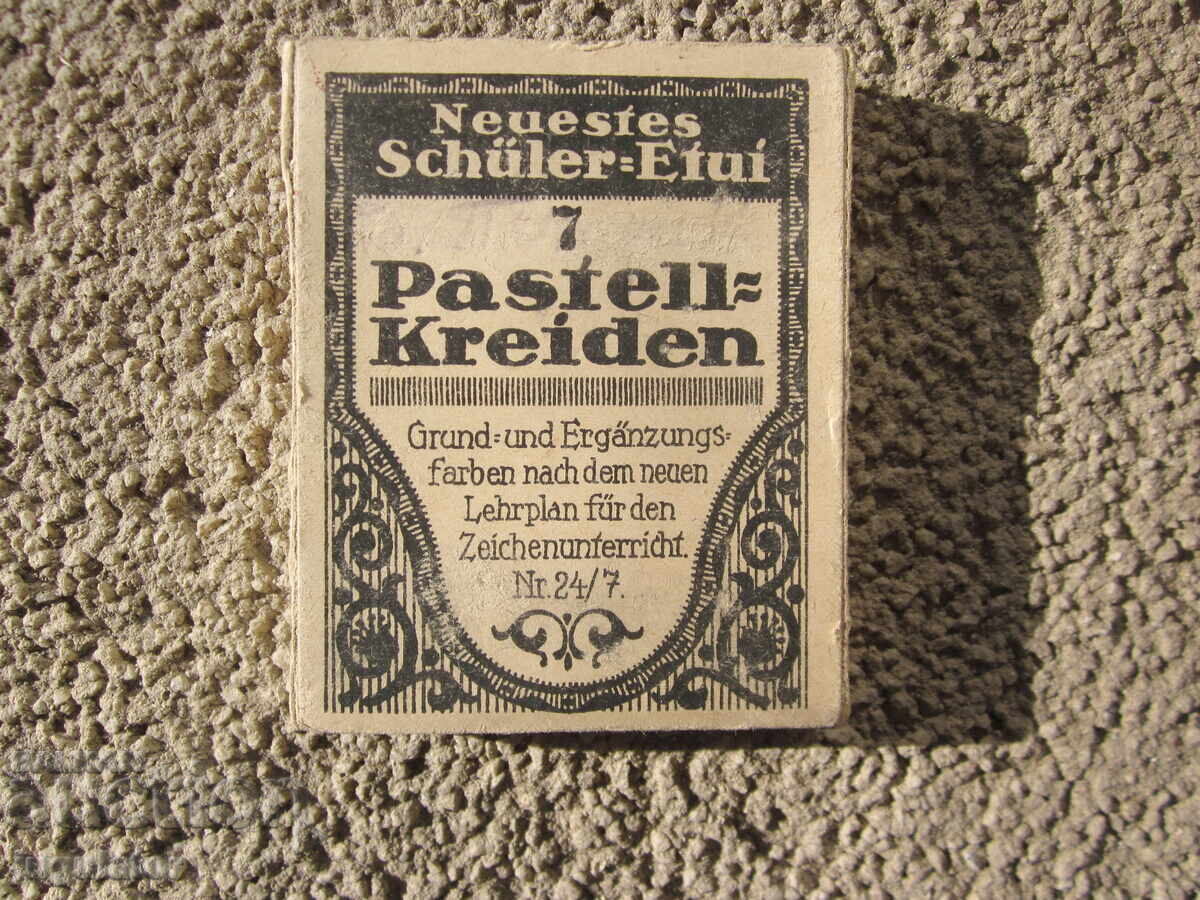 Neuestes
Schüler=Etui
7
Pastell=
Kreiden
Grund=und Ergänzungs=
farben nach dem neuen
Lehrplan für den
Zeichenunterricht.
Nr. 24/7.